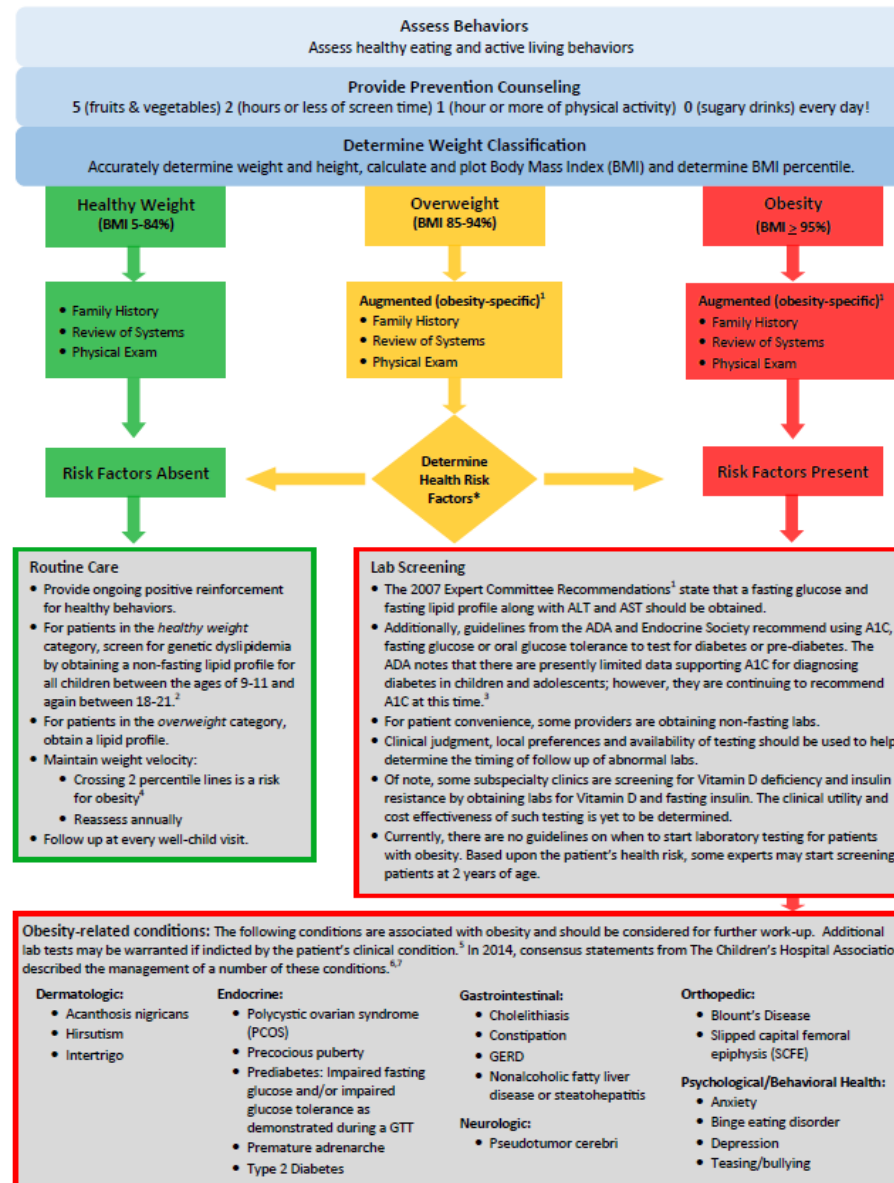 Assess Behaviors
Assess healthy eating and active living behaviors
Provide Prevention Counseling
5 (fruits & vegetables) 2 (hours or less of screen time) 1 (hour or more of physical activity) 0 (sugary drinks) every day!
Determine Weight Classification
Accurately determine weight and height, calculate and plot Body Mass Index (BMI) and determine BMI percentile.
Healthy Weight
(BMI 5-84%)
Overweight
(BMI 85-94%)
Obesity
(BMI ≥ 95%)
• Family History
• Review of Systems
• Physical Exam
Augmented (obesity-specific)¹
• Family History
• Review of Systems
• Physical Exam
Augmented (obesity-specific)¹
• Family History
• Review of Systems
• Physical Exam
Risk Factors Absent
Determine
Health Risk
Factors*
Risk Factors Present
Routine Care
• Provide ongoing positive reinforcement
for healthy behaviors.
• For patients in the healthy weight
category, screen for genetic dyslipidemia
by obtaining a non-fasting lipid profile for
all children between the ages of 9-11 and
again between 18-21.²
• For patients in the overweight category,
obtain a lipid profile.
• Maintain weight velocity:
• Crossing 2 percentile lines is a risk
for obesity⁴
• Reassess annually
• Follow up at every well-child visit.
Lab Screening
• The 2007 Expert Committee Recommendations¹ state that a fasting glucose and
fasting lipid profile along with ALT and AST should be obtained.
• Additionally, guidelines from the ADA and Endocrine Society recommend using A1C,
fasting glucose or oral glucose tolerance to test for diabetes or pre-diabetes. The
ADA notes that there are presently limited data supporting A1C for diagnosing
diabetes in children and adolescents; however, they are continuing to recommend
A1C at this time.³
• For patient convenience, some providers are obtaining non-fasting labs.
• Clinical judgment, local preferences and availability of testing should be used to help
determine the timing of follow up of abnormal labs.
• Of note, some subspecialty clinics are screening for Vitamin D deficiency and insulin
resistance by obtaining labs for Vitamin D and fasting insulin. The clinical utility and
cost effectiveness of such testing is yet to be determined.
• Currently, there are no guidelines on when to start laboratory testing for patients
with obesity. Based upon the patient's health risk, some experts may start screening
patients at 2 years of age.
Obesity-related conditions: The following conditions are associated with obesity and should be considered for further work-up. Additional
lab tests may be warranted if indicted by the patient's clinical condition.⁵ In 2014, consensus statements from The Children's Hospital Association
described the management of a number of these conditions.⁶,⁷
Dermatologic:
• Acanthosis nigricans
• Hirsutism
• Intertrigo
Endocrine:
• Polycystic ovarian syndrome
(PCOS)
• Precocious puberty
• Prediabetes: Impaired fasting
glucose and/or impaired
glucose tolerance as
demonstrated during a GTT
• Premature adrenarche
• Type 2 Diabetes
Gastrointestinal:
• Cholelithiasis
• Constipation
• GERD
• Nonalcoholic fatty liver
disease or steatohepatitis
Neurologic:
• Pseudotumor cerebri
Orthopedic:
• Blount's Disease
• Slipped capital femoral
epiphysis (SCFE)
Psychological/Behavioral Health:
• Anxiety
• Binge eating disorder
• Depression
• Teasing/bullying